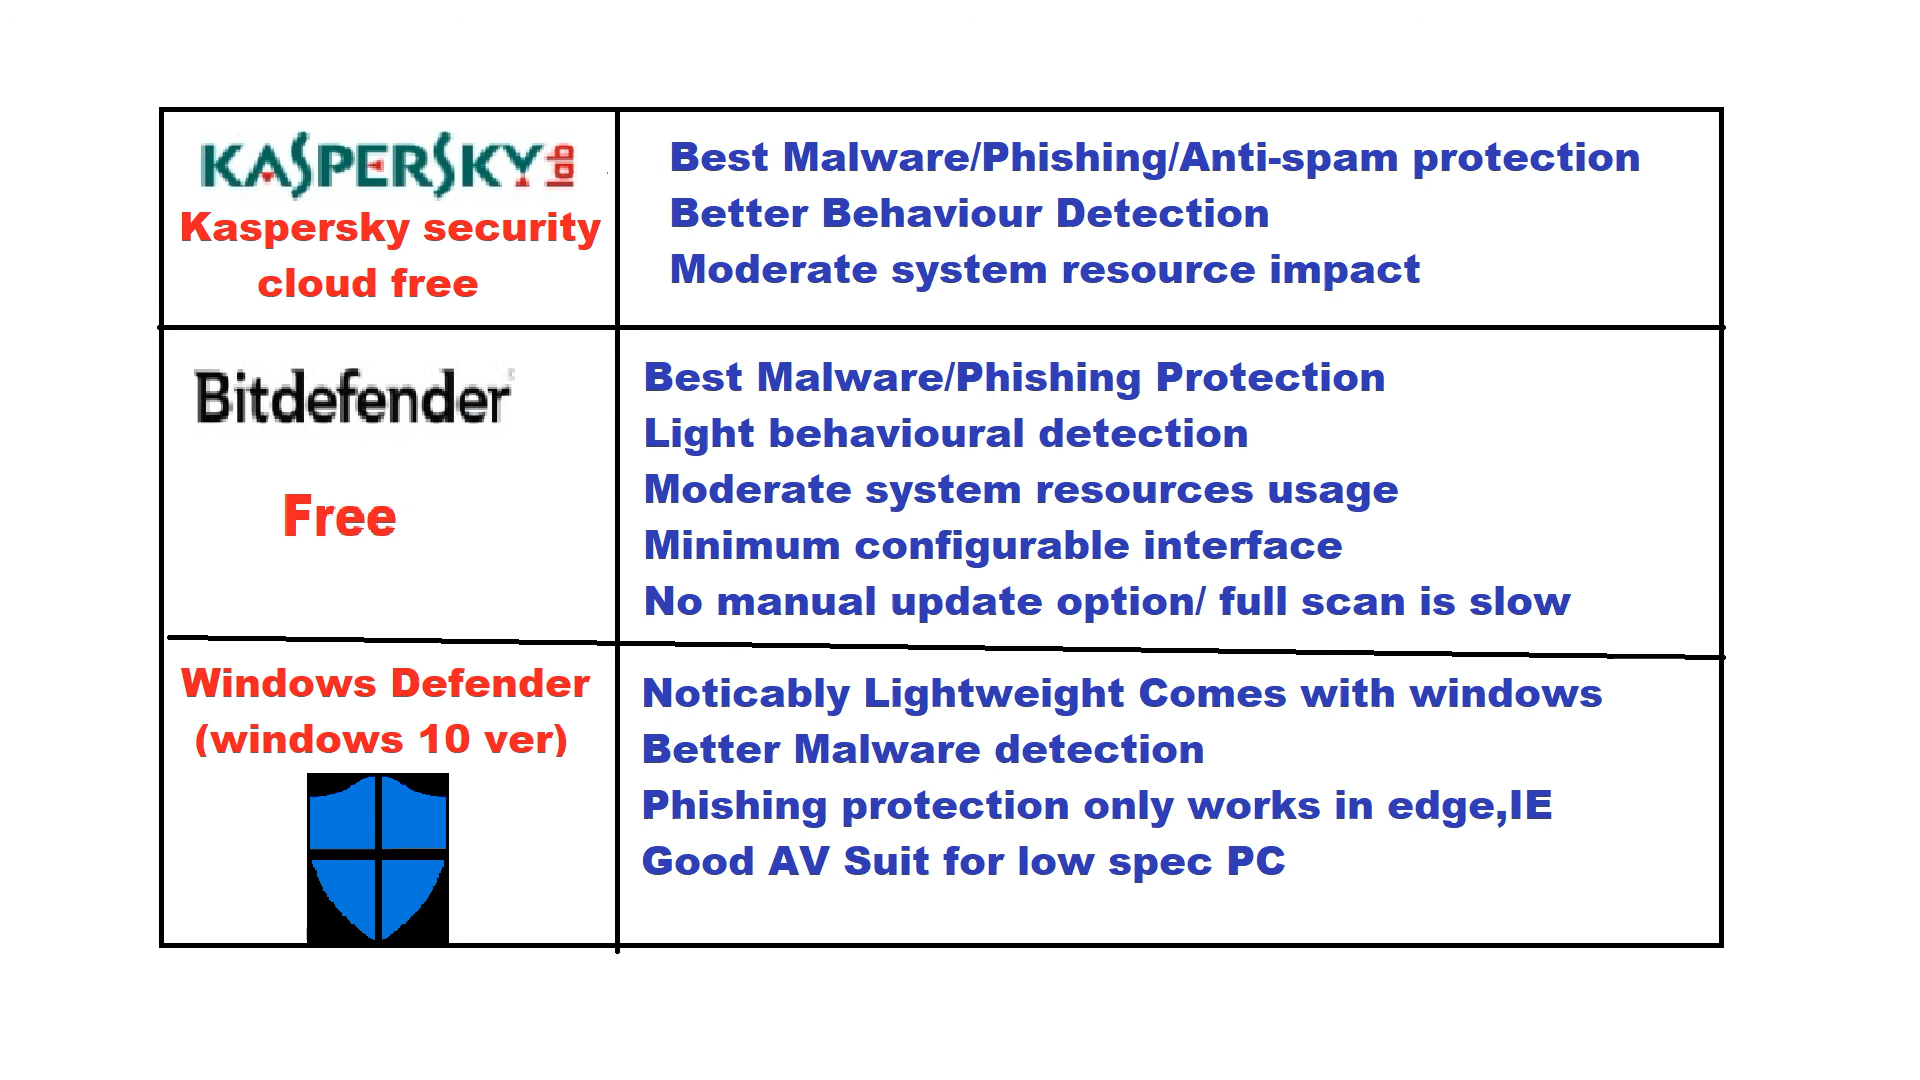 KASPERSKY lab
Kaspersky security
cloud free
Best Malware/Phishing/Anti-spam protection
Better Behaviour Detection
Moderate system resource impact
Bitdefender
Free
Best Malware/Phishing Protection
Light behavioural detection
Moderate system resources usage
Minimum configurable interface
No manual update option/ full scan is slow
Windows Defender
(windows 10 ver)
Noticably Lightweight Comes with windows
Better Malware detection
Phishing protection only works in edge,IE
Good AV Suit for low spec PC